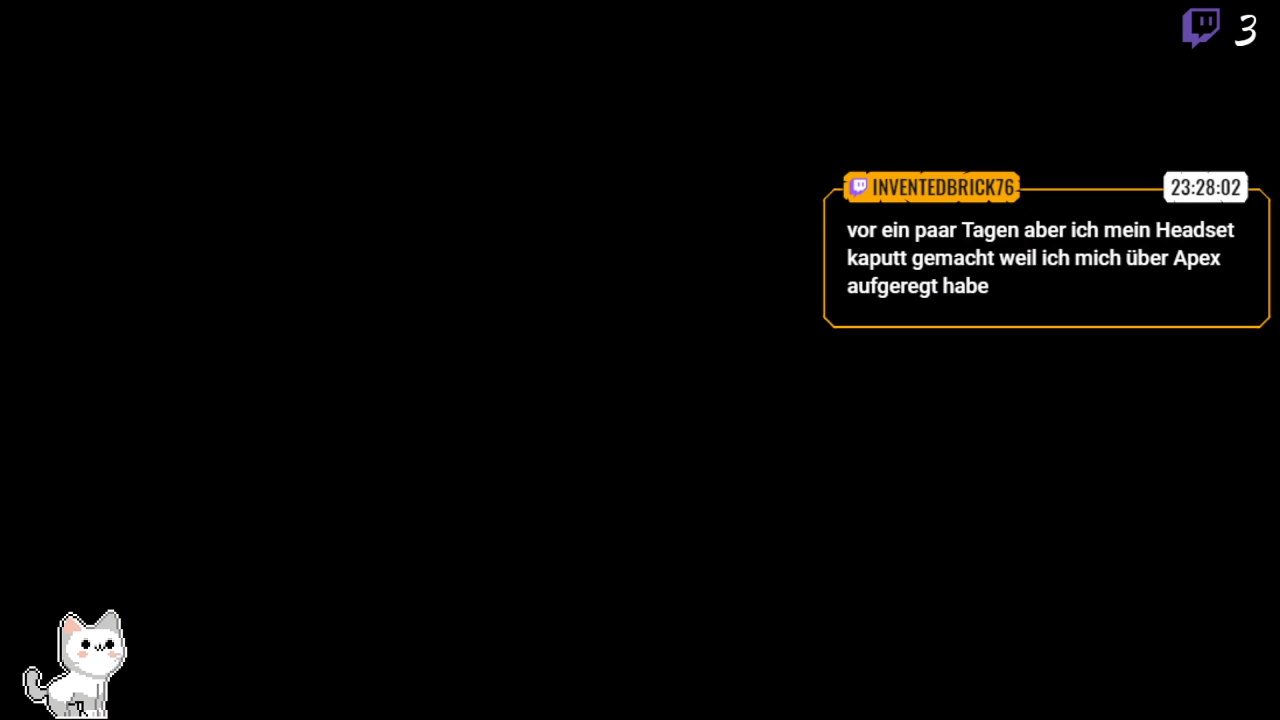 3
INVENTEDBRICK76
23:28:02
vor ein paar Tagen aber ich mein Headset
kaputt gemacht weil ich mich über Apex
aufgeregt habe